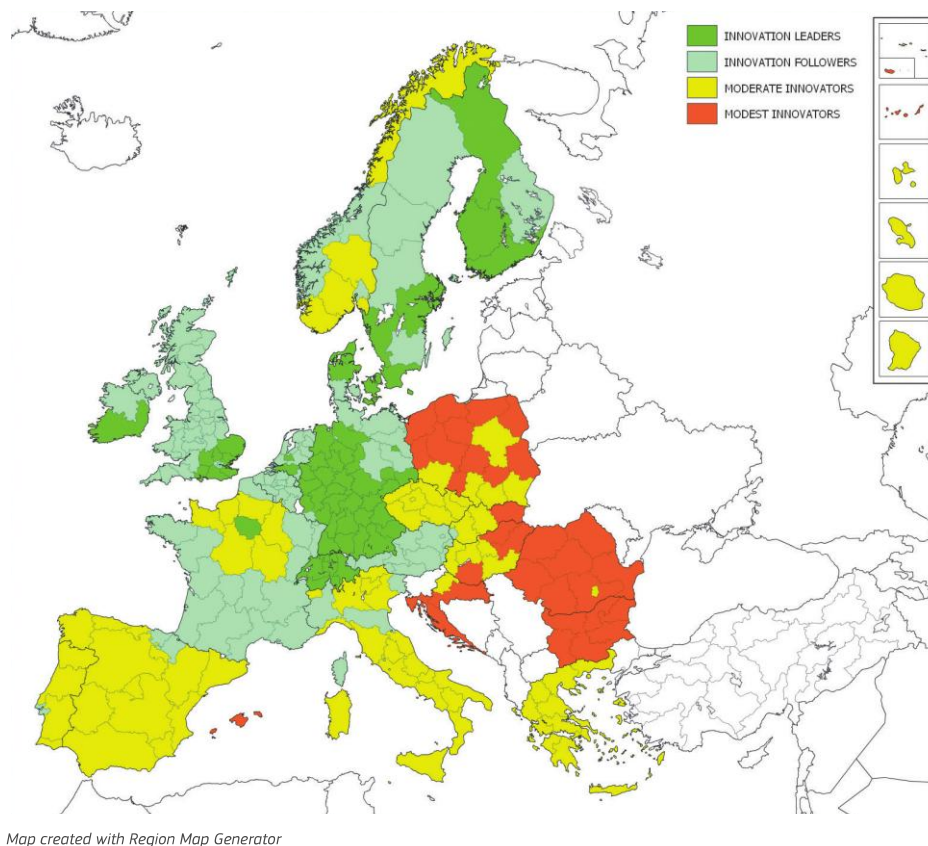 INNOVATION LEADERS
INNOVATION FOLLOWERS
MODERATE INNOVATORS
MODEST INNOVATORS
Map created with Region Map Generator